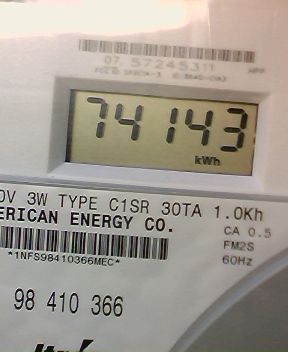 07 57245311
74143
kWh
0V 3W TYPE C1SR 30TA 1.0Kh
ERICAN ENERGY CO.
CA 0.5
FM2S
*1NFS98410366MEC*
60Hz
98 410 366